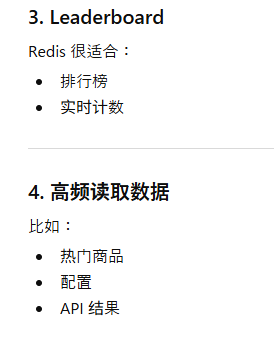 3. Leaderboard
Redis 很适合：
排行榜
实时计数
4. 高频读取数据
比如：
热门商品
配置
API 结果